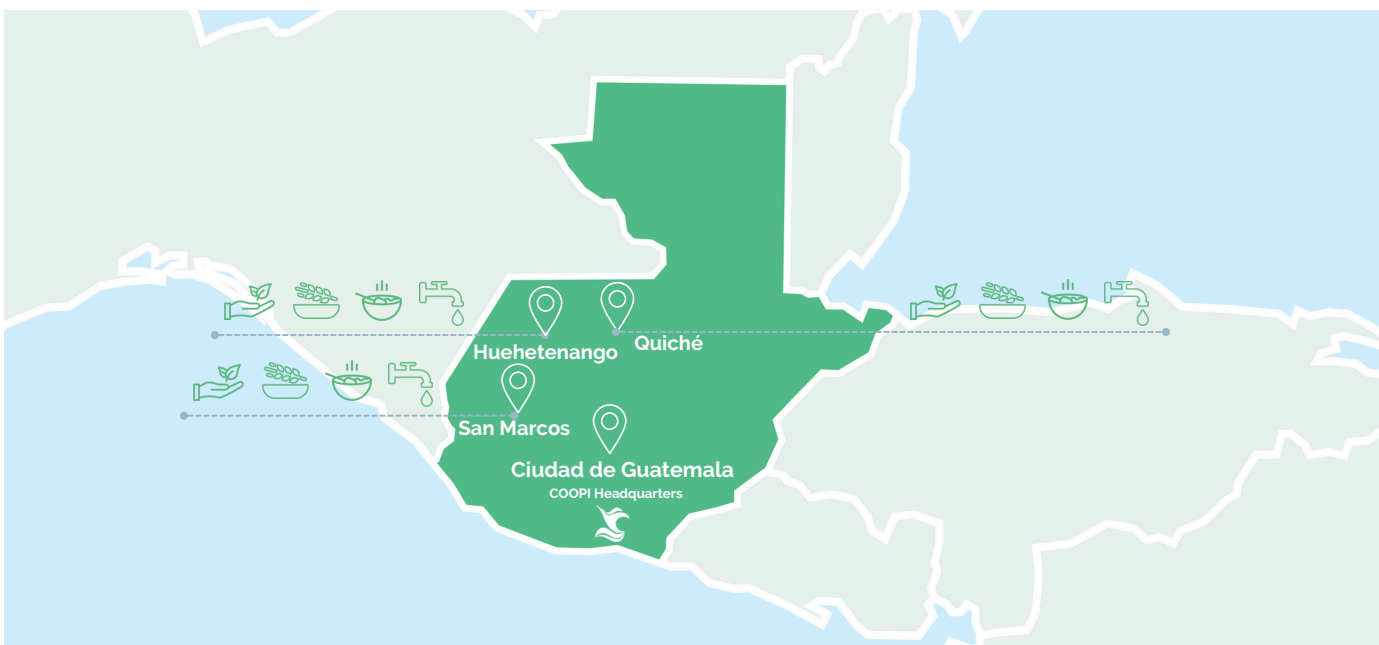 Huehetenango
Quiché
San Marcos
Ciudad de Guatemala
COOPI Headquarters